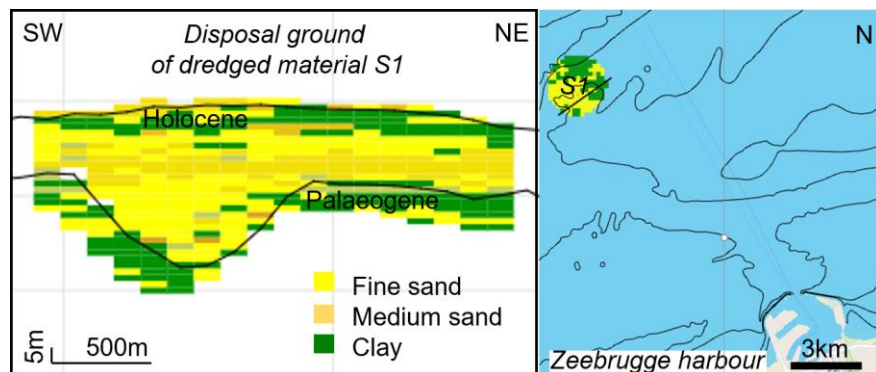 SW
Disposal ground
of dredged material S1
NE
Holocene
Palaeogene
Fine sand
Medium sand
Clay
5m
500m
N
S1
Zeebrugge harbour
3km